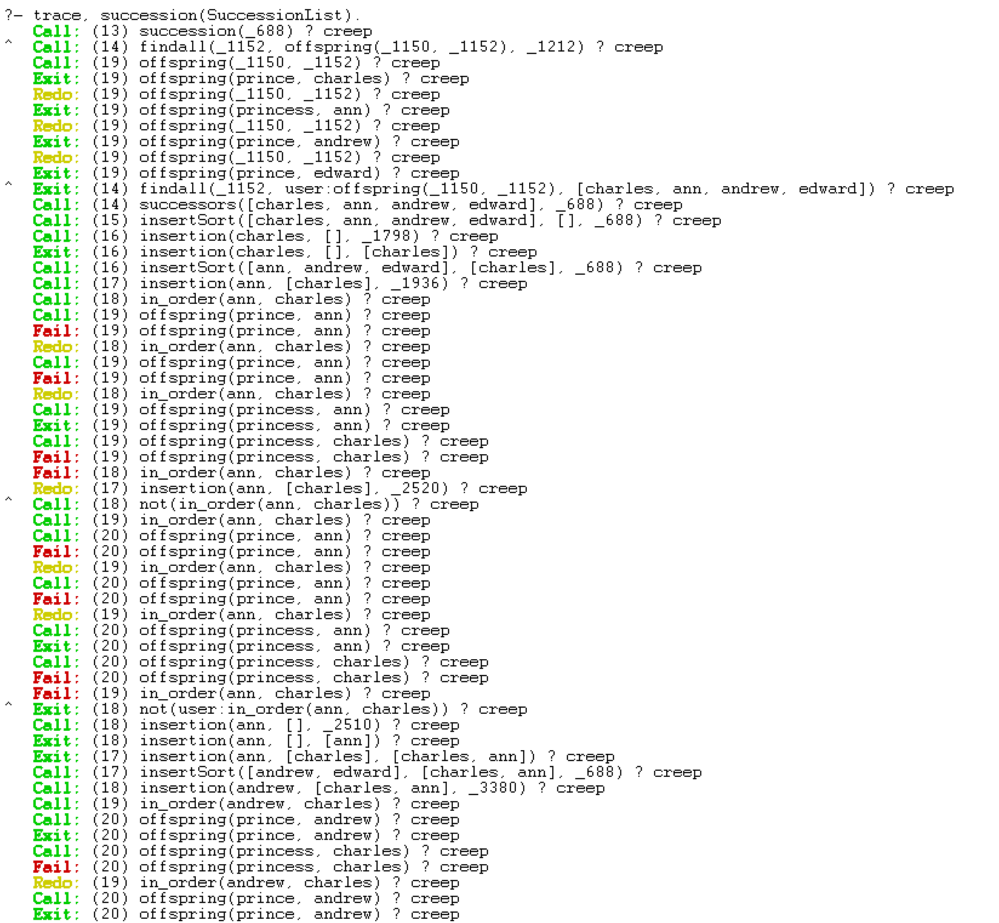 ?- trace, succession(SuccessionList).
Call: (13) succession(_688) ? creep
^ Call: (14) findall(_1152, offspring(_1150, _1152), _1212) ? creep
Call: (19) offspring(_1150, _1152) ? creep
Exit: (19) offspring(prince, charles) ? creep
Redo: (19) offspring(_1150, _1152) ? creep
Exit: (19) offspring(princess, ann) ? creep
Redo: (19) offspring(_1150, _1152) ? creep
Exit: (19) offspring(prince, andrew) ? creep
Redo: (19) offspring(_1150, _1152) ? creep
Exit: (19) offspring(prince, edward) ? creep
^ Exit: (14) findall(_1152, user:offspring(_1150, _1152), [charles, ann, andrew, edward]) ? creep
Call: (14) successors([charles, ann, andrew, edward], _688) ? creep
Call: (15) insertSort([charles, ann, andrew, edward], [], _688) ? creep
Call: (16) insertion(charles, [], _1798) ? creep
Exit: (16) insertion(charles, [], [charles]) ? creep
Call: (16) insertSort([ann, andrew, edward], [charles], _688) ? creep
Call: (17) insertion(ann, [charles], _1936) ? creep
Call: (18) in_order(ann, charles) ? creep
Call: (19) offspring(prince, ann) ? creep
Fail: (19) offspring(prince, ann) ? creep
Redo: (18) in_order(ann, charles) ? creep
Call: (19) offspring(prince, ann) ? creep
Fail: (19) offspring(prince, ann) ? creep
Redo: (18) in_order(ann, charles) ? creep
Call: (19) offspring(princess, ann) ? creep
Exit: (19) offspring(princess, ann) ? creep
Call: (19) offspring(princess, charles) ? creep
Fail: (19) offspring(princess, charles) ? creep
Fail: (18) in_order(ann, charles) ? creep
Redo: (17) insertion(ann, [charles], _2520) ? creep
^ Call: (18) not(in_order(ann, charles)) ? creep
Call: (19) in_order(ann, charles) ? creep
Call: (20) offspring(prince, ann) ? creep
Fail: (20) offspring(prince, ann) ? creep
Redo: (19) in_order(ann, charles) ? creep
Call: (20) offspring(prince, ann) ? creep
Fail: (20) offspring(prince, ann) ? creep
Redo: (19) in_order(ann, charles) ? creep
Call: (20) offspring(princess, ann) ? creep
Exit: (20) offspring(princess, ann) ? creep
Call: (20) offspring(princess, charles) ? creep
Fail: (20) offspring(princess, charles) ? creep
Fail: (19) in_order(ann, charles) ? creep
^ Exit: (18) not(user:in_order(ann, charles)) ? creep
Call: (18) insertion(ann, [], _2510) ? creep
Exit: (18) insertion(ann, [], [ann]) ? creep
Exit: (17) insertion(ann, [charles], [charles, ann]) ? creep
Call: (17) insertSort([andrew, edward], [charles, ann], _688) ? creep
Call: (18) insertion(andrew, [charles, ann], _3380) ? creep
Call: (19) in_order(andrew, charles) ? creep
Call: (20) offspring(prince, andrew) ? creep
Exit: (20) offspring(prince, andrew) ? creep
Call: (20) offspring(princess, charles) ? creep
Fail: (20) offspring(princess, charles) ? creep
Redo: (19) in_order(andrew, charles) ? creep
Call: (20) offspring(prince, andrew) ? creep
Exit: (20) offspring(prince, andrew) ? creep